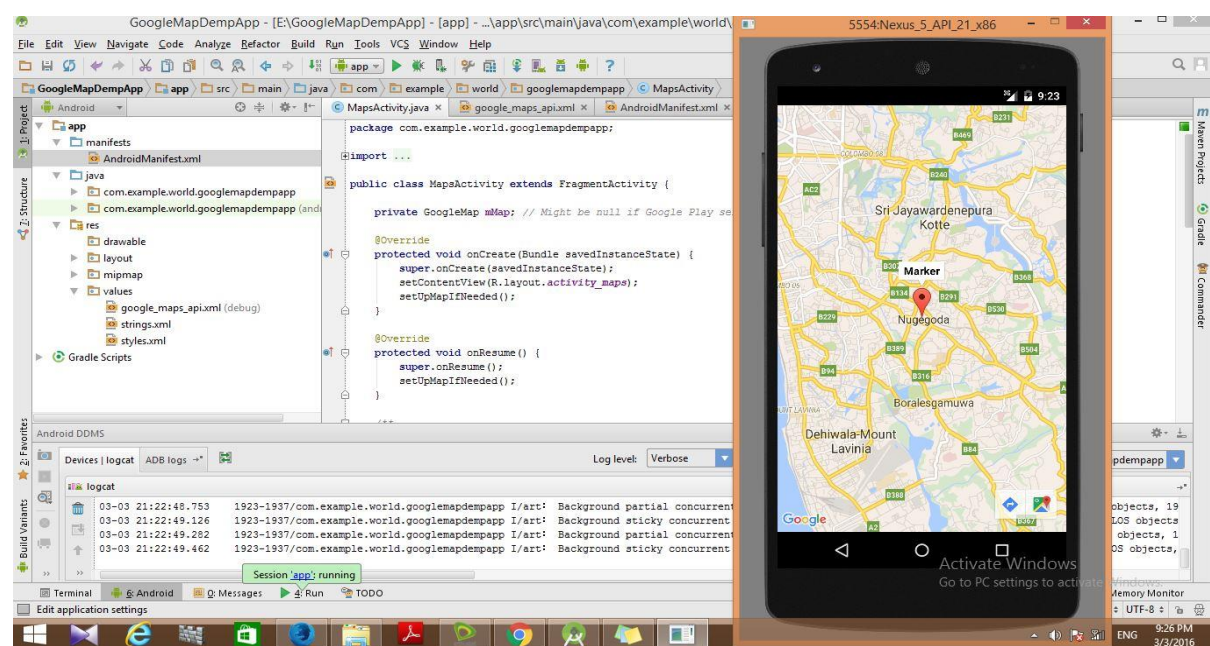 GoogleMapDempApp - [E:\GoogleMapDempApp] - [app] - ...\app\src\main\java\com\example\world\
File Edit View Navigate Code Analyze Refactor Build Run Tools VCS Window Help
app
GoogleMapDempApp app src main java com example world googlemapdempapp MapsActivity
Android
MapsActivity.java × google_maps_api.xml × AndroidManifest.xml ×
1: Project
2: Structure
2: Favorites
Build Variants
app
manifests
AndroidManifest.xml
java
com.example.world.googlemapdempapp
com.example.world.googlemapdempapp (andr
res
drawable
layout
mipmap
values
google_maps_api.xml (debug)
strings.xml
styles.xml
Gradle Scripts
package com.example.world.googlemapdempapp;
import ...
public class MapsActivity extends FragmentActivity {
private GoogleMap mMap; // Might be null if Google Play se
@Override
protected void onCreate(Bundle savedInstanceState) {
super.onCreate(savedInstanceState);
setContentView(R.layout.activity_maps);
setUpMapIfNeeded();
}
@Override
protected void onResume() {
super.onResume();
setUpMapIfNeeded();
}
/**
Android DDMS
Devices | logcat ADB logs
Log level: Verbose
logcat
03-03 21:22:48.753 1923-1937/com.example.world.googlemapdempapp I/art: Background partial concurrent
03-03 21:22:49.126 1923-1937/com.example.world.googlemapdempapp I/art: Background sticky concurrent
03-03 21:22:49.282 1923-1937/com.example.world.googlemapdempapp I/art: Background partial concurrent
03-03 21:22:49.462 1923-1937/com.example.world.googlemapdempapp I/art: Background sticky concurrent
Session 'app': running
Terminal 6: Android 0: Messages 4: Run TODO
Edit application settings
5554:Nexus_5_API_21_x86
9:23
B231
B469
COLOMBO 08
B240
AC2
Sri Jayawardenepura
Kotte
Marker
B368
B134
B291
B229
B530
Nugegoda
B389
B504
B94
B316
Boralesgamuwa
Dehiwala-Mount
Lavinia
B84
B388
Google
A2
B367
Activate Windows
Go to PC settings to activate Windows.
Maven Projects
Gradle
Commander
pdempapp
objects, 19
LOS objects
objects, 1
OS objects,
Memory Monitor
UTF-8
ENG
9:26 PM
3/3/2016